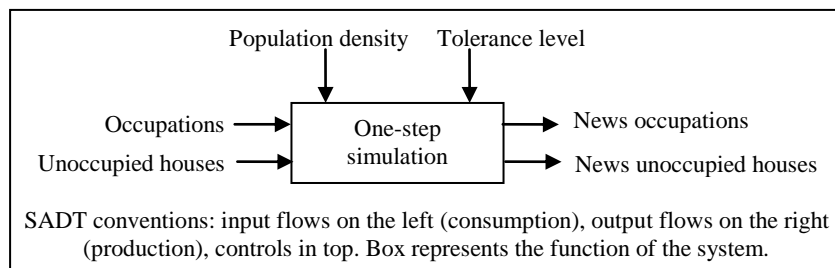 Population density
Tolerance level
Occupations
Unoccupied houses
One-step
simulation
News occupations
News unoccupied houses
SADT conventions: input flows on the left (consumption), output flows on the right
(production), controls in top. Box represents the function of the system.